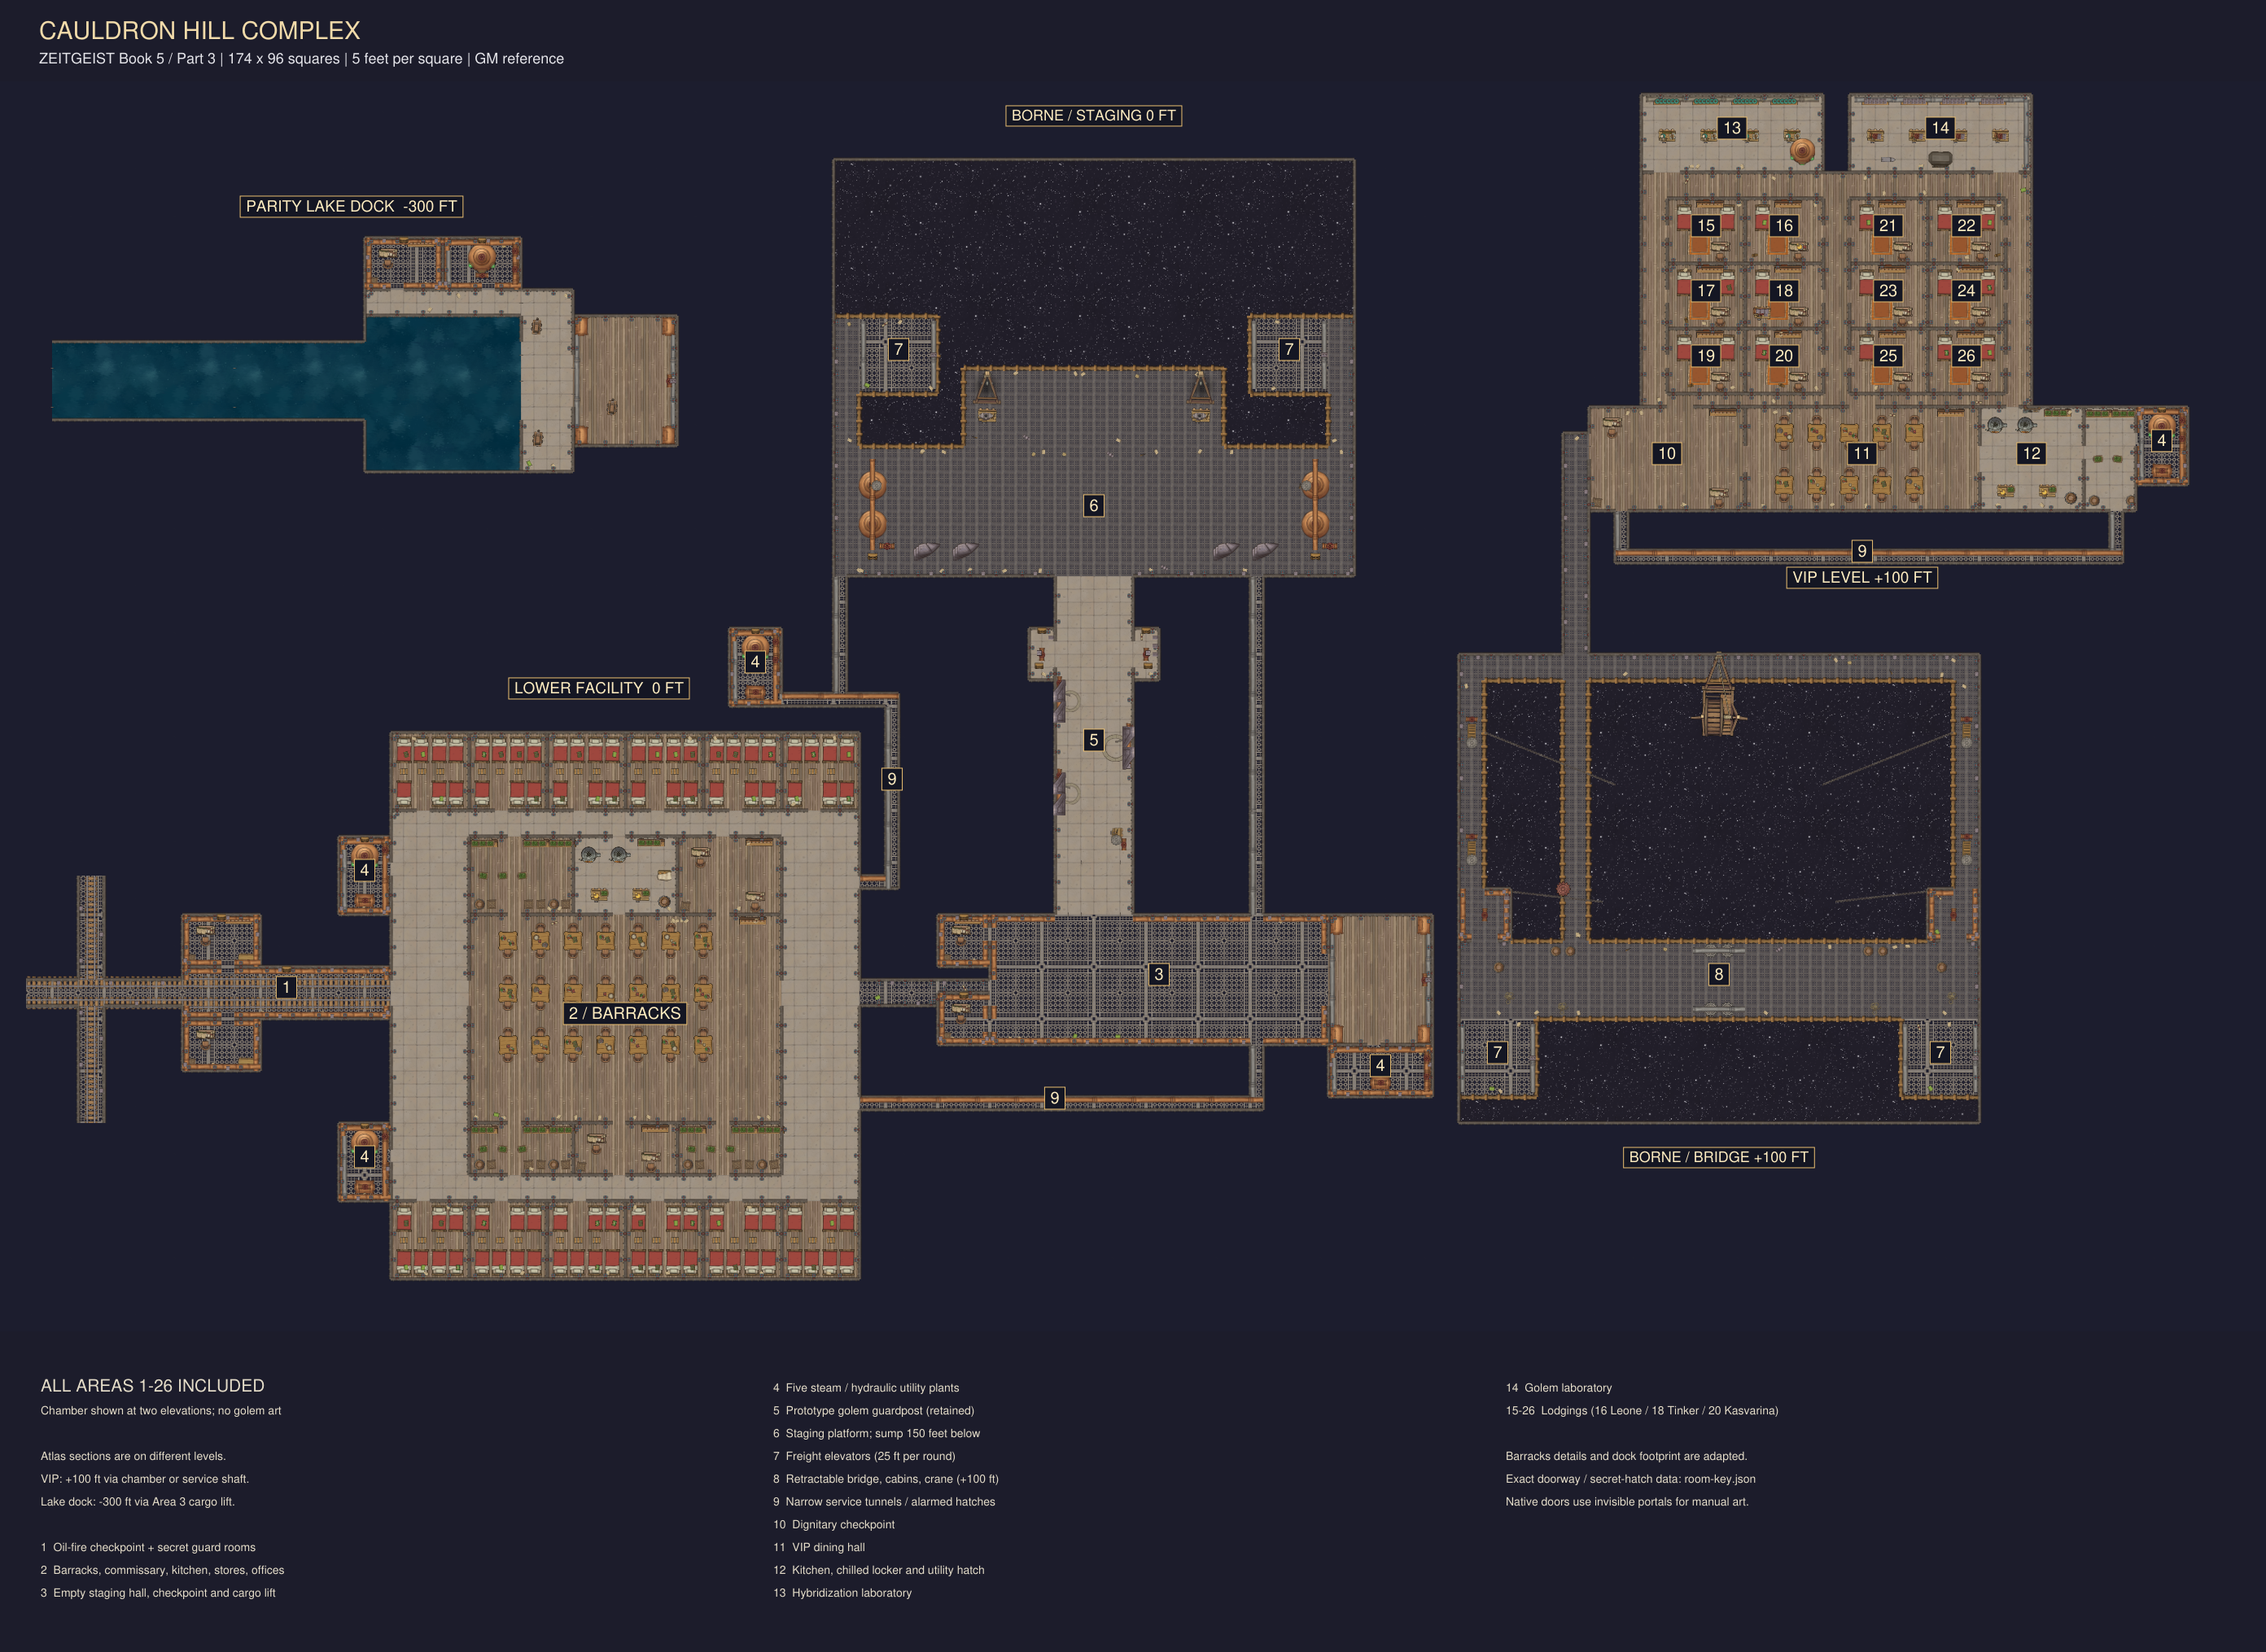 CAULDRON HILL COMPLEX
ZEITGEIST Book 5 / Part 3 | 174 x 96 squares | 5 feet per square | GM reference
BORNE / STAGING 0 FT
PARITY LAKE DOCK -300 FT
13
14
15
16
21
22
17
18
23
24
7
7
19
20
25
26
4
10
11
12
6
9
VIP LEVEL +100 FT
4
LOWER FACILITY 0 FT
5
9
4
3
8
1
2 / BARRACKS
7
7
4
9
4
BORNE / BRIDGE +100 FT
ALL AREAS 1-26 INCLUDED
Chamber shown at two elevations; no golem art
Atlas sections are on different levels.
VIP: +100 ft via chamber or service shaft.
Lake dock: -300 ft via Area 3 cargo lift.
1 Oil-fire checkpoint + secret guard rooms
2 Barracks, commissary, kitchen, stores, offices
3 Empty staging hall, checkpoint and cargo lift
4 Five steam / hydraulic utility plants
5 Prototype golem guardpost (retained)
6 Staging platform; sump 150 feet below
7 Freight elevators (25 ft per round)
8 Retractable bridge, cabins, crane (+100 ft)
9 Narrow service tunnels / alarmed hatches
10 Dignitary checkpoint
11 VIP dining hall
12 Kitchen, chilled locker and utility hatch
13 Hybridization laboratory
14 Golem laboratory
15-26 Lodgings (16 Leone / 18 Tinker / 20 Kasvarina)
Barracks details and dock footprint are adapted.
Exact doorway / secret-hatch data: room-key.json
Native doors use invisible portals for manual art.